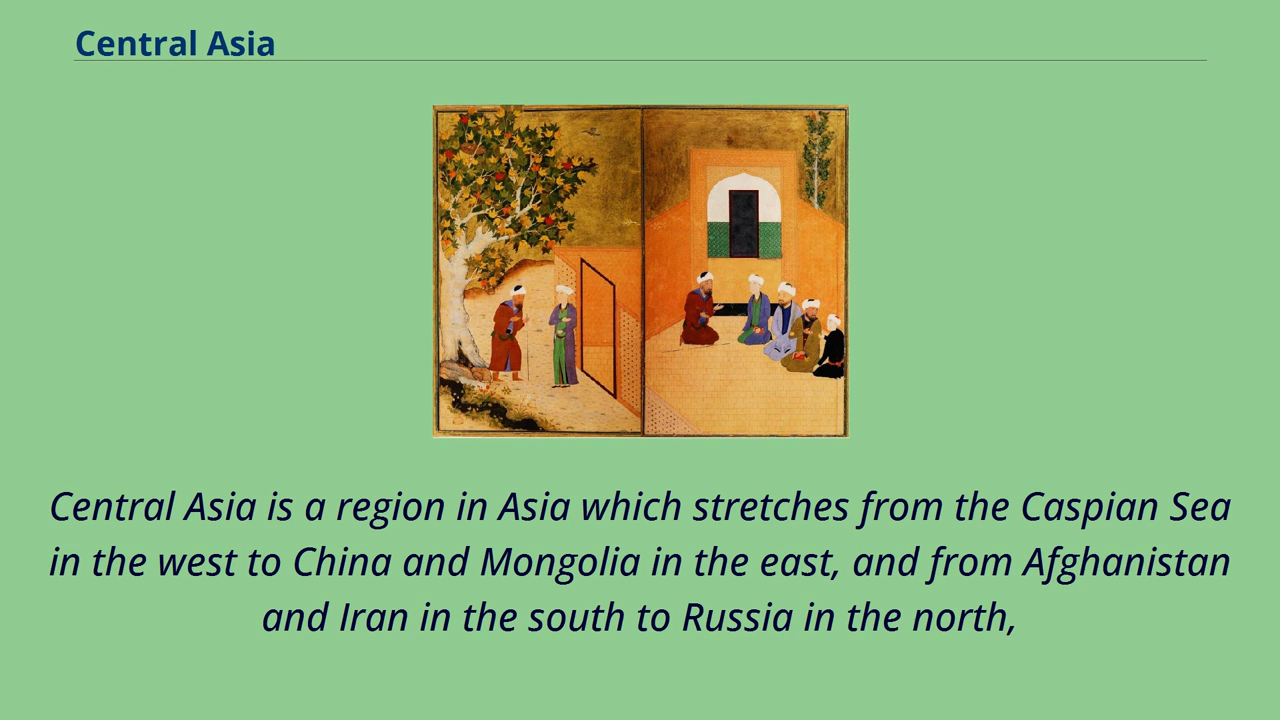 Central Asia
Central Asia is a region in Asia which stretches from the Caspian Sea
in the west to China and Mongolia in the east, and from Afghanistan
and Iran in the south to Russia in the north,